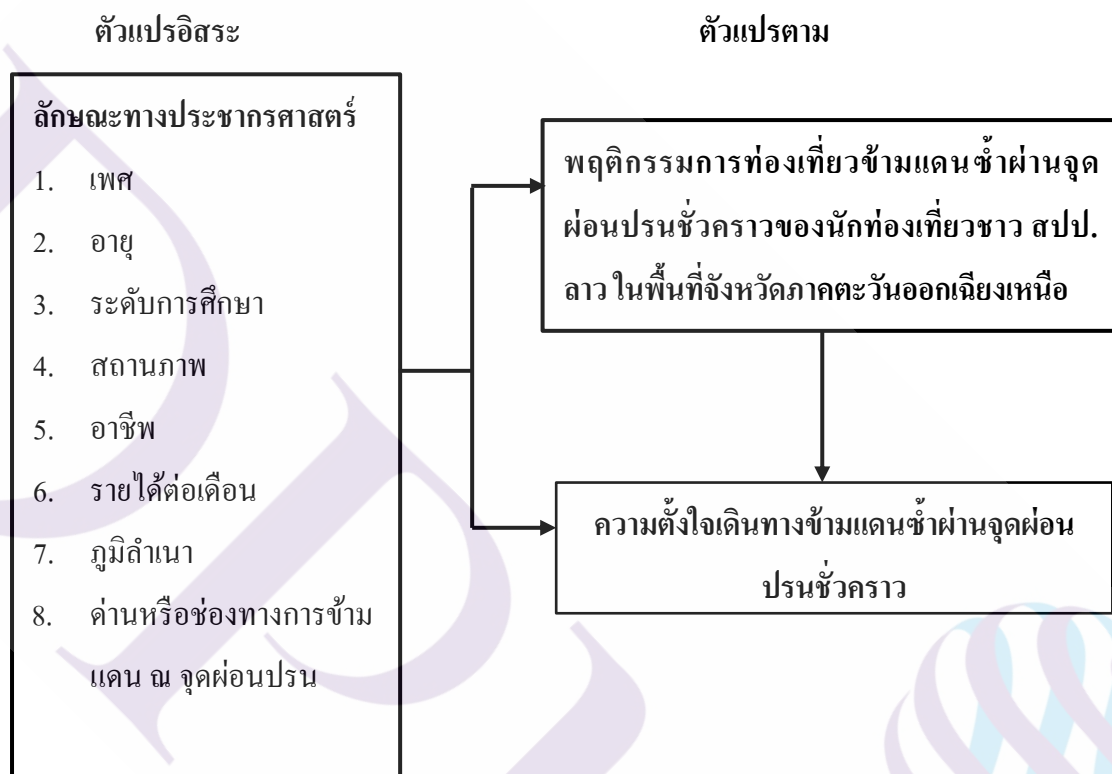 ตัวแปรอิสระ
ตัวแปรตาม
ลักษณะทางประชากรศาสตร์
1. เพศ
2. อายุ
3. ระดับการศึกษา
4. สถานภาพ
5. อาชีพ
6. รายได้ต่อเดือน
7. ภูมิลำเนา
8. ด่านหรือช่องทางการข้าม
แดน ณ จุดผ่อนปรน
พฤติกรรมการท่องเที่ยวข้ามแดนซ้ำผ่านจุด
ผ่อนปรนชั่วคราวของนักท่องเที่ยวชาว สปป.
ลาว ในพื้นที่จังหวัดภาคตะวันออกเฉียงเหนือ
ความตั้งใจเดินทางข้ามแดนซ้ำผ่านจุดผ่อน
ปรนชั่วคราว